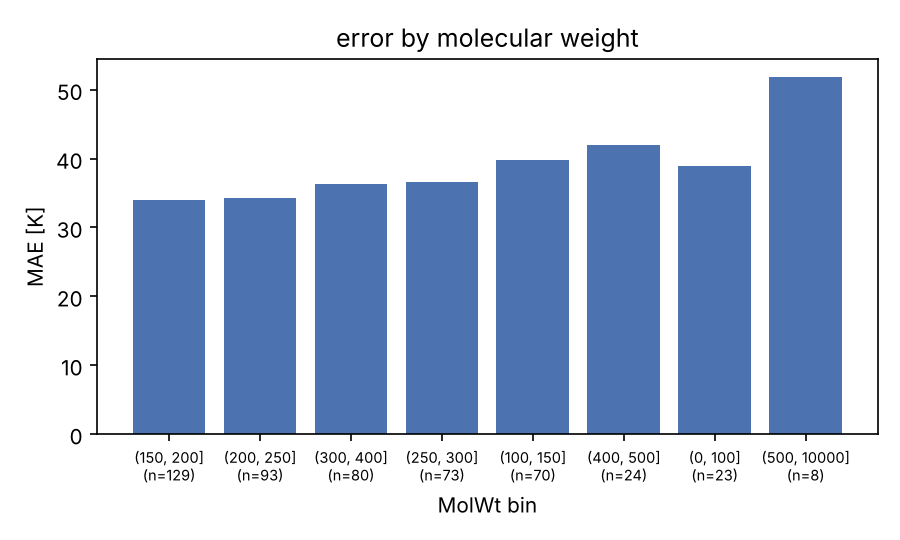 error by molecular weight
MAE [K]
50
40
30
20
10
0
(150, 200] (200, 250] (300, 400] (250, 300] (100, 150] (400, 500] (0, 100] (500, 10000]
(n=129) (n=93) (n=80) (n=73) (n=70) (n=24) (n=23) (n=8)
MolWt bin